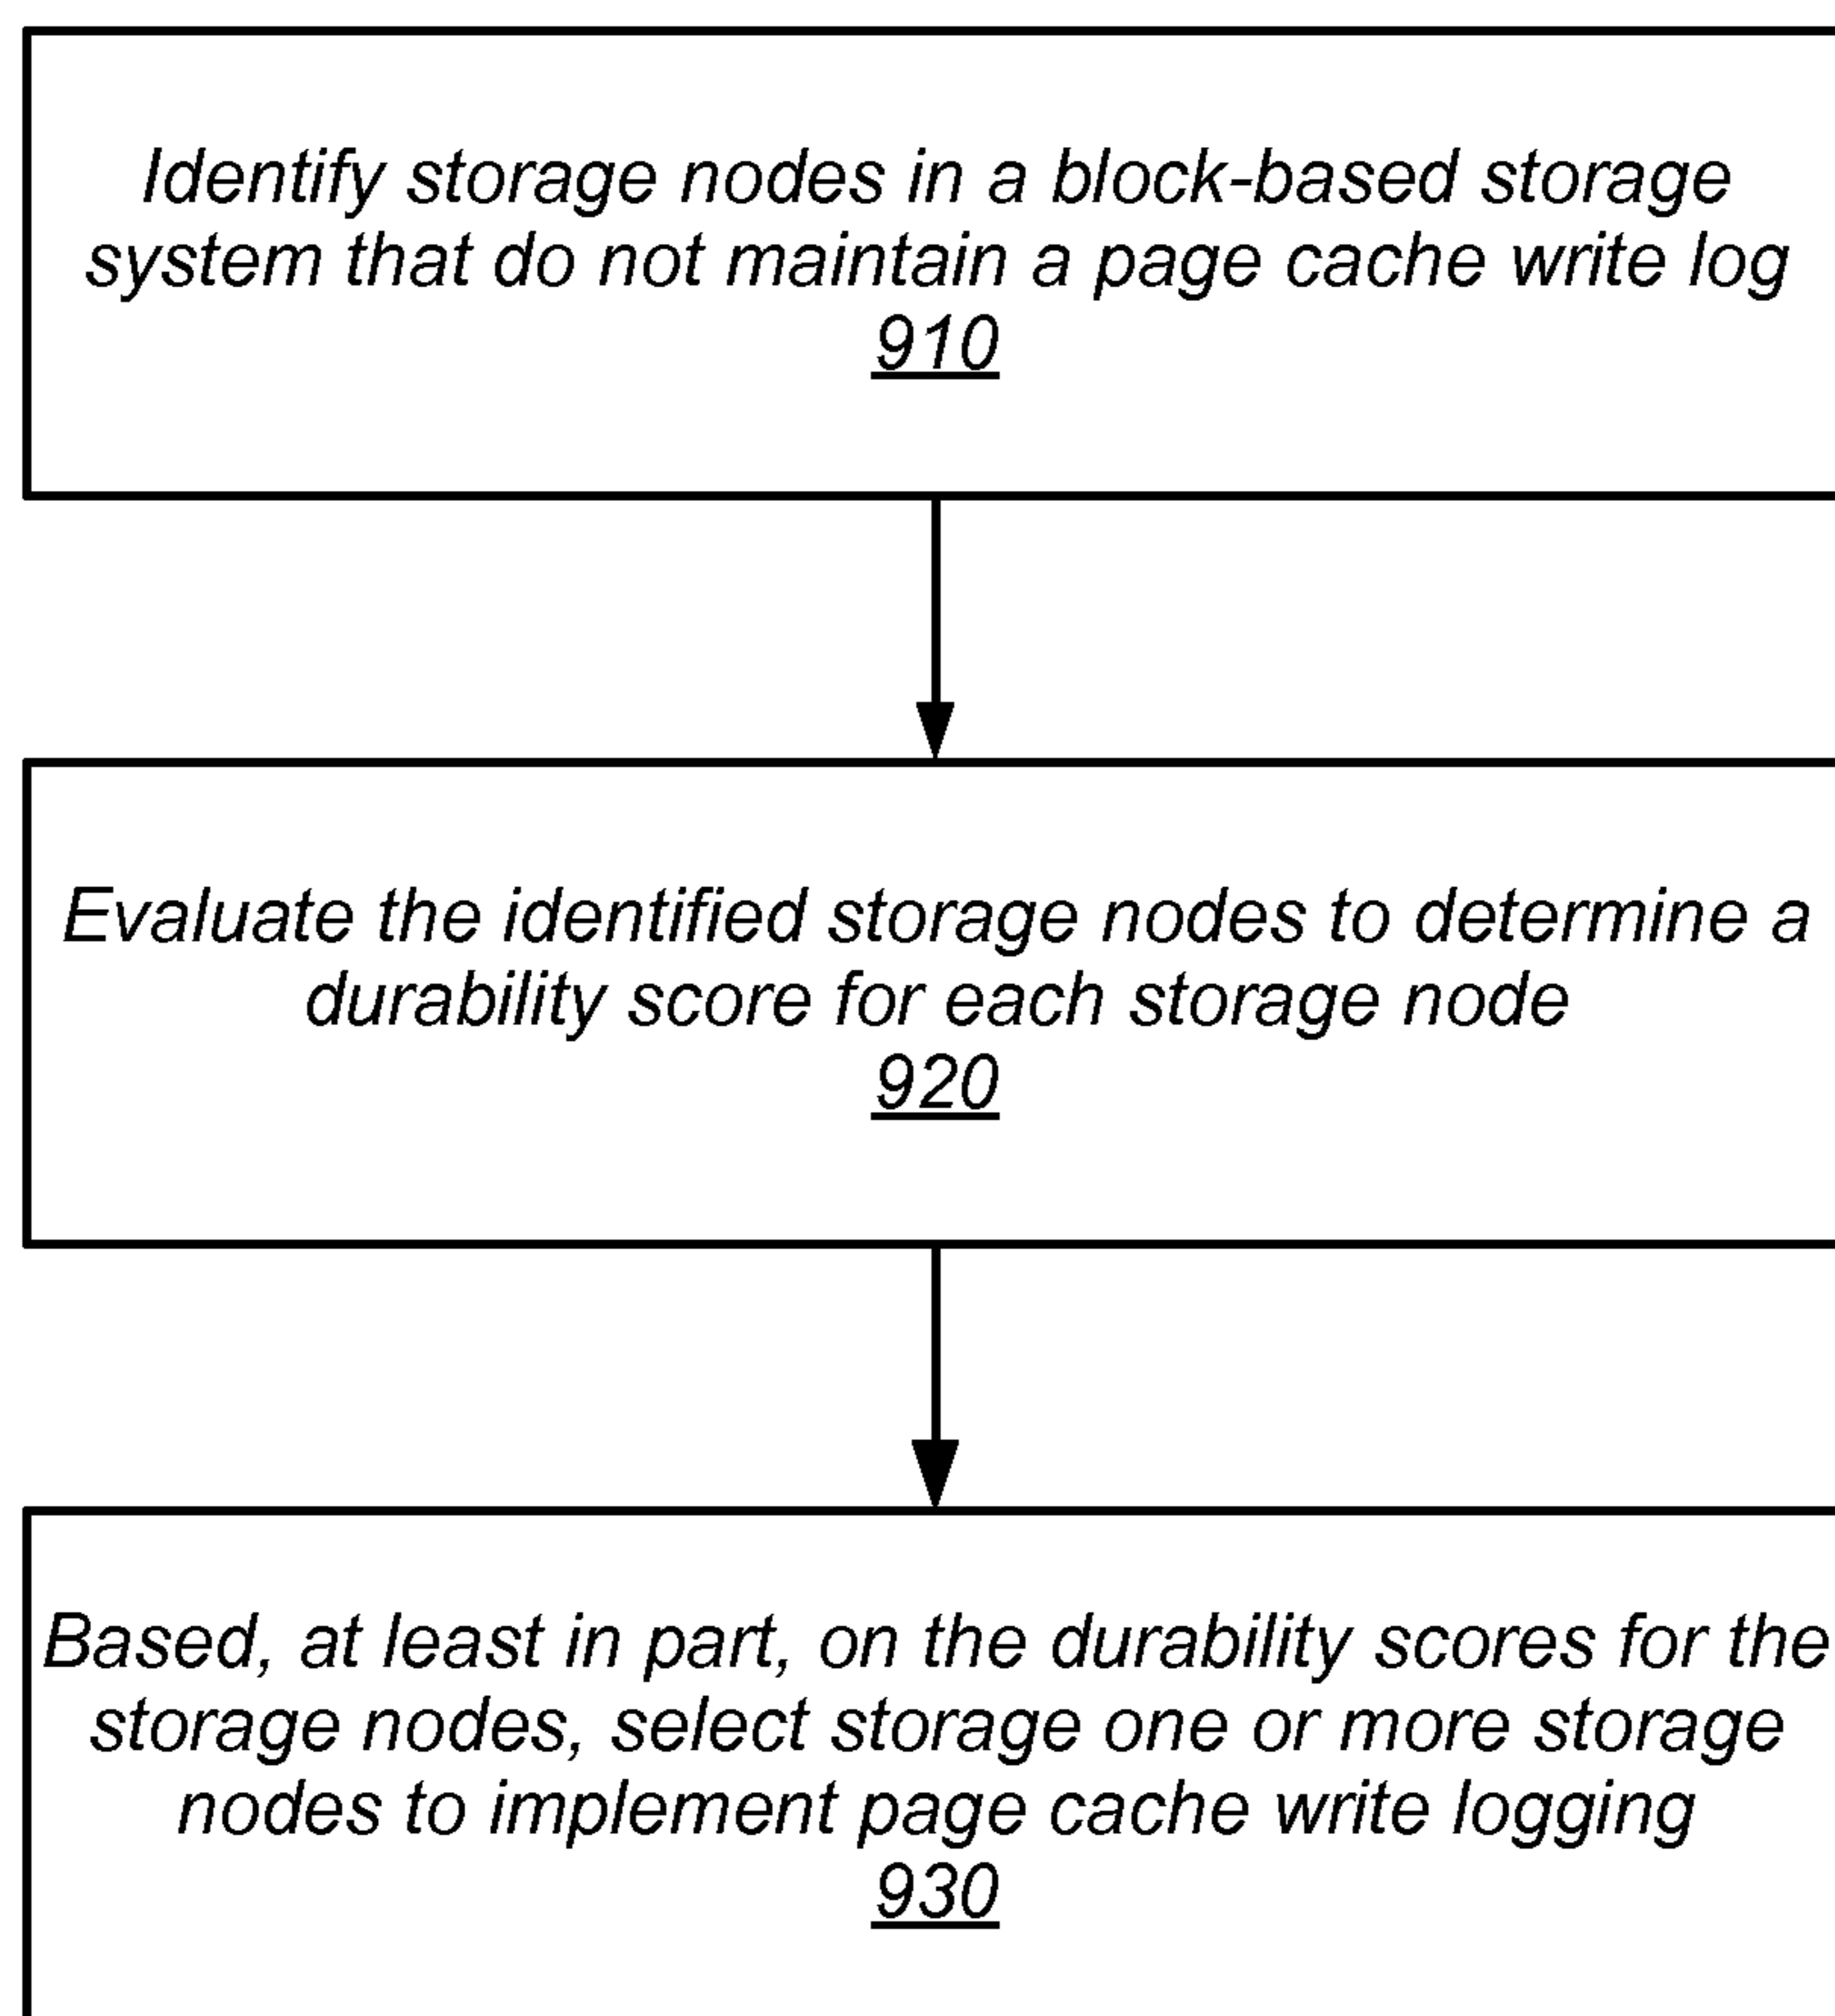 Identify storage nodes in a block-based storage
system that do not maintain a page cache write log
910
Evaluate the identified storage nodes to determine a
durability score for each storage node
920
Based, at least in part, on the durability scores for the
storage nodes, select storage one or more storage
nodes to implement page cache write logging
930